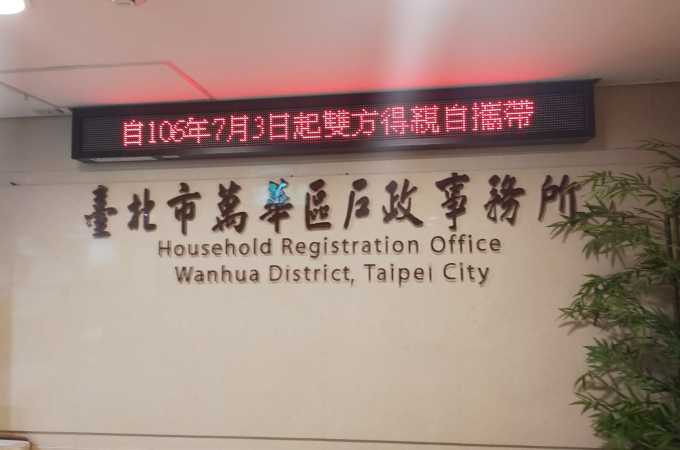 自106年7月3日起雙方得親自攜帶
臺北市萬華區戶政事務所
Household Registration Office
Wanhua District, Taipei City